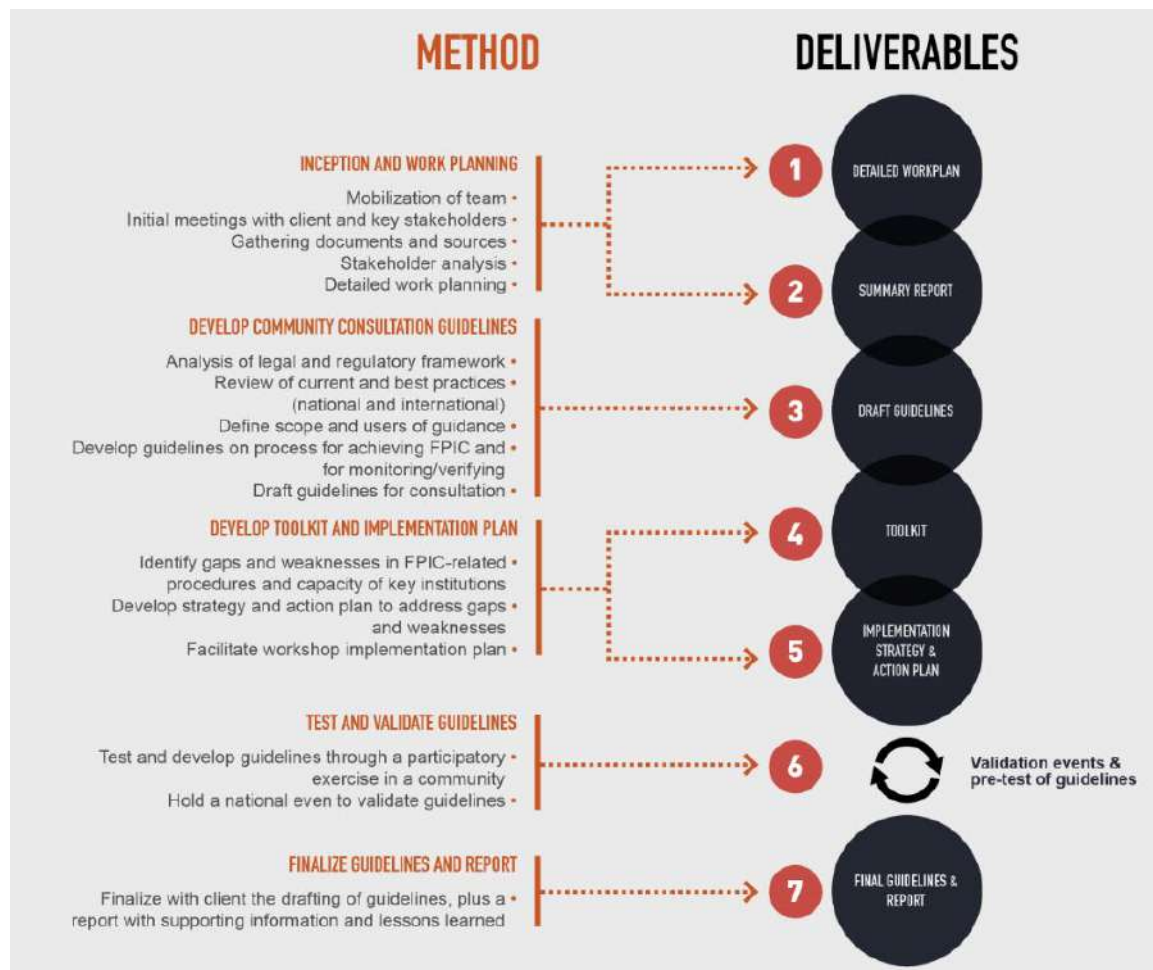 METHOD
DELIVERABLES
INCEPTION AND WORK PLANNING
Mobilization of team •
Initial meetings with client and key stakeholders •
Gathering documents and sources •
Stakeholder analysis •
Detailed work planning •
1
DETAILED WORKPLAN
2
SUMMARY REPORT
DEVELOP COMMUNITY CONSULTATION GUIDELINES
Analysis of legal and regulatory framework •
Review of current and best practices •
(national and international)
Define scope and users of guidance •
Develop guidelines on process for achieving FPIC and •
for monitoring/verifying
Draft guidelines for consultation •
3
DRAFT GUIDELINES
DEVELOP TOOLKIT AND IMPLEMENTATION PLAN
Identify gaps and weaknesses in FPIC-related •
procedures and capacity of key institutions
Develop strategy and action plan to address gaps •
and weaknesses
Facilitate workshop implementation plan •
4
TOOLKIT
5
IMPLEMENTATION
STRATEGY &
ACTION PLAN
TEST AND VALIDATE GUIDELINES
Test and develop guidelines through a participatory •
exercise in a community
Hold a national even to validate guidelines •
6
Validation events &
pre-test of guidelines
FINALIZE GUIDELINES AND REPORT
Finalize with client the drafting of guidelines, plus a •
report with supporting information and lessons learned
7
FINAL GUIDELINES &
REPORT